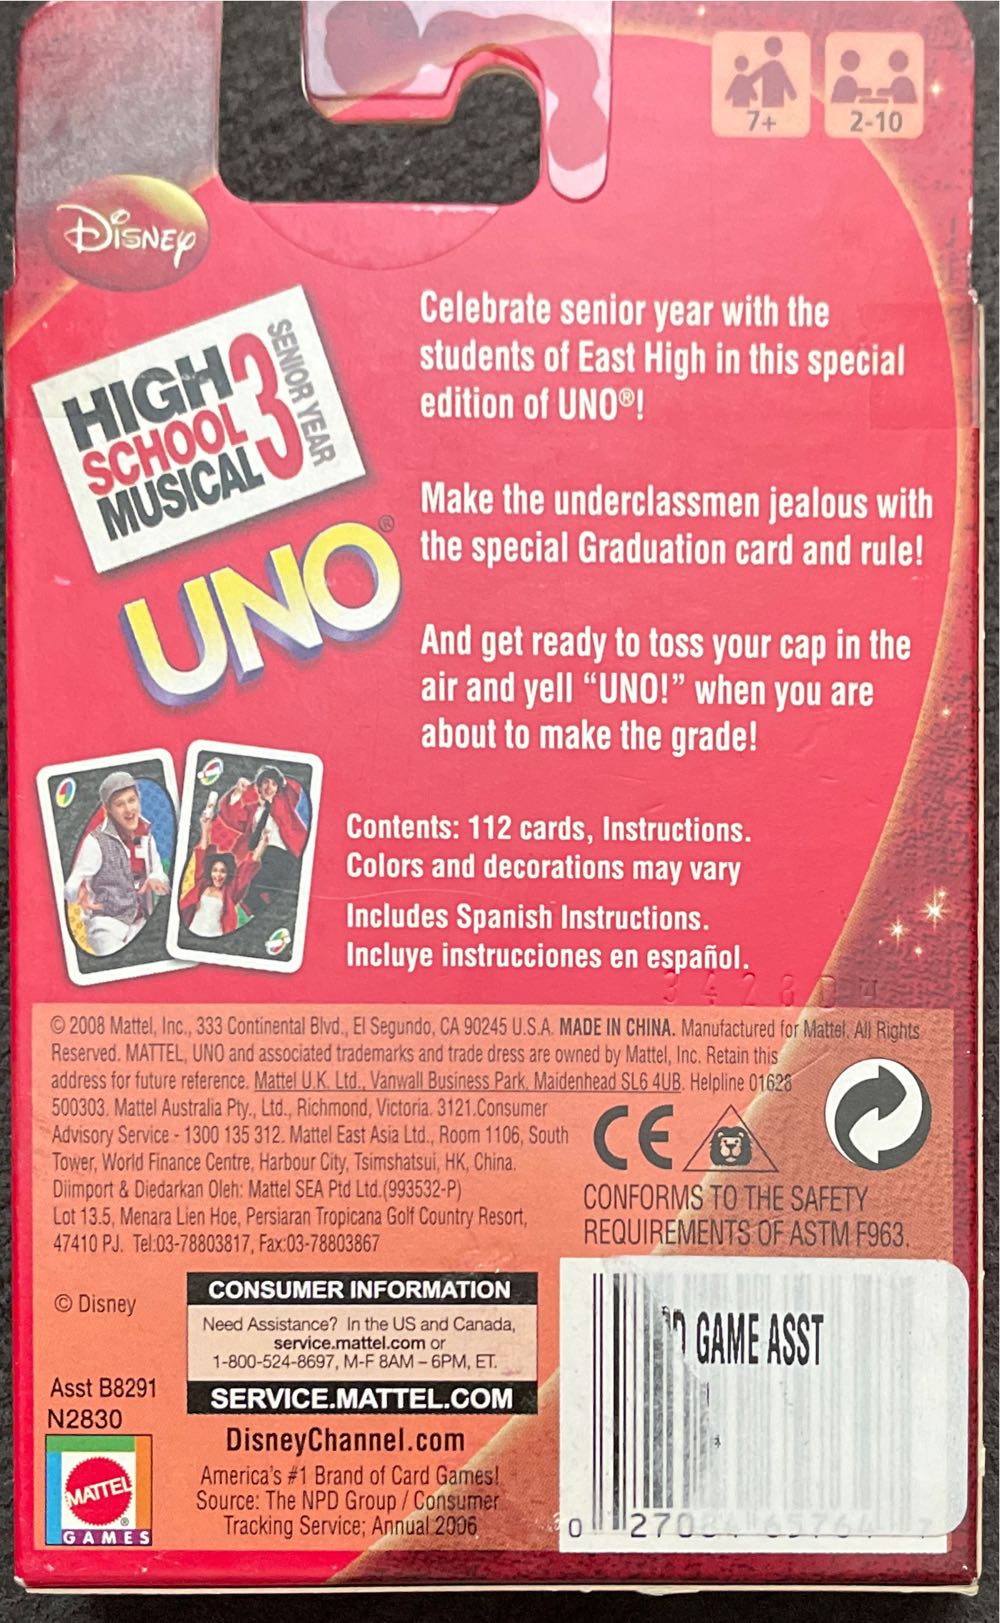 7+
2-10
Disney
HIGH
SCHOOL
MUSICAL
3
SENIOR YEAR
UNO®
Celebrate senior year with the
students of East High in this special
edition of UNO®!
Make the underclassmen jealous with
the special Graduation card and rule!
And get ready to toss your cap in the
air and yell “UNO!” when you are
about to make the grade!
Contents: 112 cards, Instructions.
Colors and decorations may vary
Includes Spanish Instructions.
Incluye instrucciones en español.
© 2008 Mattel, Inc., 333 Continental Blvd., El Segundo, CA 90245 U.S.A. MADE IN CHINA. Manufactured for Mattel. All Rights
Reserved. MATTEL, UNO and associated trademarks and trade dress are owned by Mattel, Inc. Retain this
address for future reference. Mattel U.K. Ltd., Vanwall Business Park, Maidenhead SL6 4UB. Helpline 01628
500303. Mattel Australia Pty., Ltd., Richmond, Victoria. 3121.Consumer
Advisory Service - 1300 135 312. Mattel East Asia Ltd., Room 1106, South
Tower, World Finance Centre, Harbour City, Tsimshatsui, HK, China.
Diimport & Diedarkan Oleh: Mattel SEA Ptd Ltd.(993532-P)
Lot 13.5, Menara Lien Hoe, Persiaran Tropicana Golf Country Resort,
47410 PJ. Tel:03-78803817, Fax:03-78803867
CE
CONFORMS TO THE SAFETY
REQUIREMENTS OF ASTM F963.
© Disney
CONSUMER INFORMATION
Need Assistance? In the US and Canada,
service.mattel.com or
1-800-524-8697, M-F 8AM – 6PM, ET.
SERVICE.MATTEL.COM
Asst B8291
N2830
DisneyChannel.com
America's #1 Brand of Card Games!
Source: The NPD Group / Consumer
Tracking Service; Annual 2006
MATTEL®
GAMES
GAME ASST
0